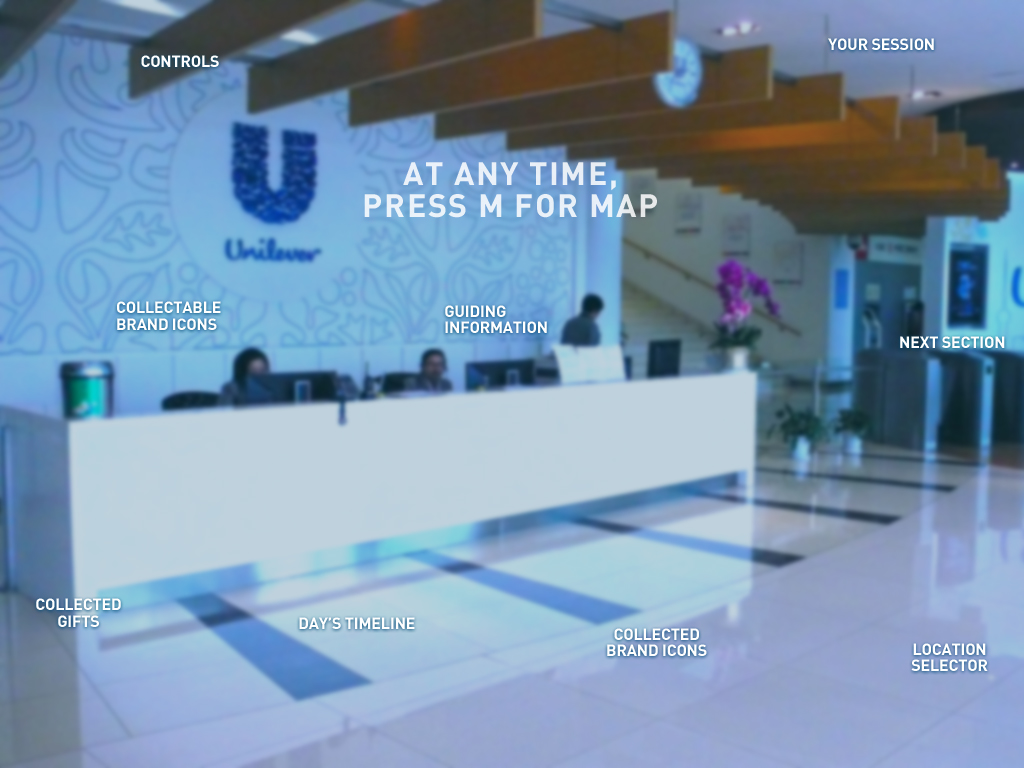 YOUR SESSION
CONTROLS
AT ANY TIME,
PRESS M FOR MAP
Unilever
COLLECTABLE
BRAND ICONS
GUIDING
INFORMATION
NEXT SECTION
COLLECTED
GIFTS
DAY'S TIMELINE
COLLECTED
BRAND ICONS
LOCATION
SELECTOR